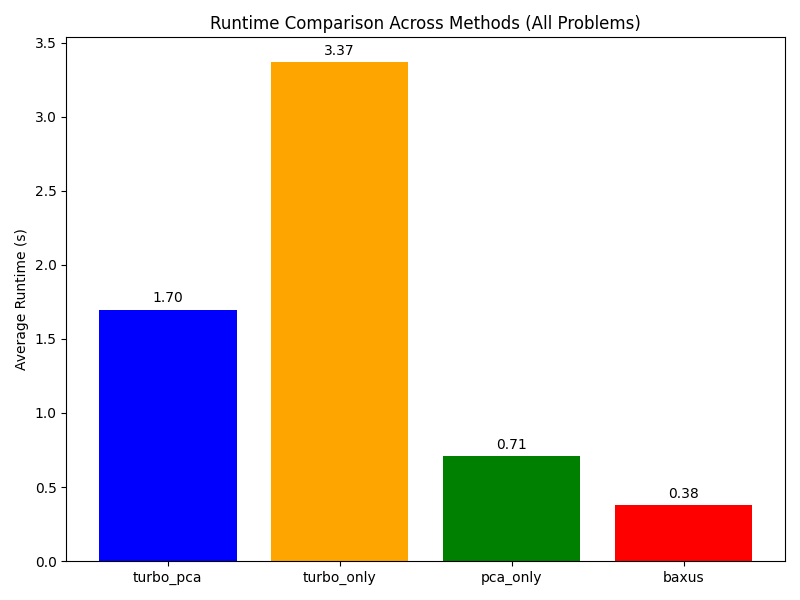 Runtime Comparison Across Methods (All Problems)
3.5
3.0
2.5
2.0
1.5
1.0
0.5
0.0
Average Runtime (s)
1.70
3.37
0.71
0.38
turbo_pca
turbo_only
pca_only
baxus